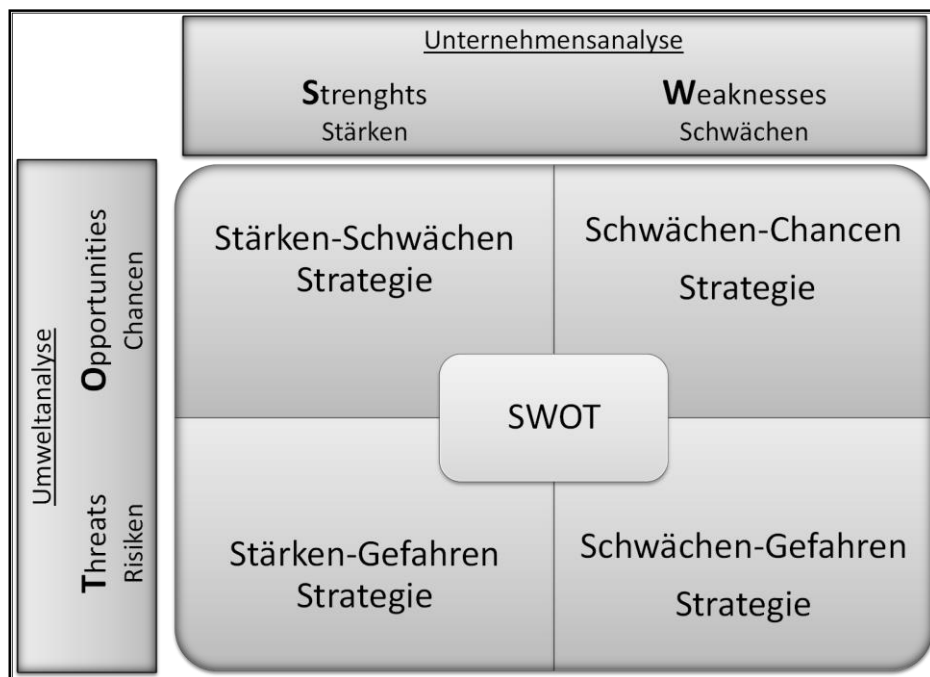 Unternehmensanalyse
Strenghts
Weaknesses
Stärken
Schwächen
Umweltanalyse
Opportunities
Chancen
Threats
Risiken
Stärken-Schwächen
Strategie
Schwächen-Chancen
Strategie
SWOT
Stärken-Gefahren
Strategie
Schwächen-Gefahren
Strategie